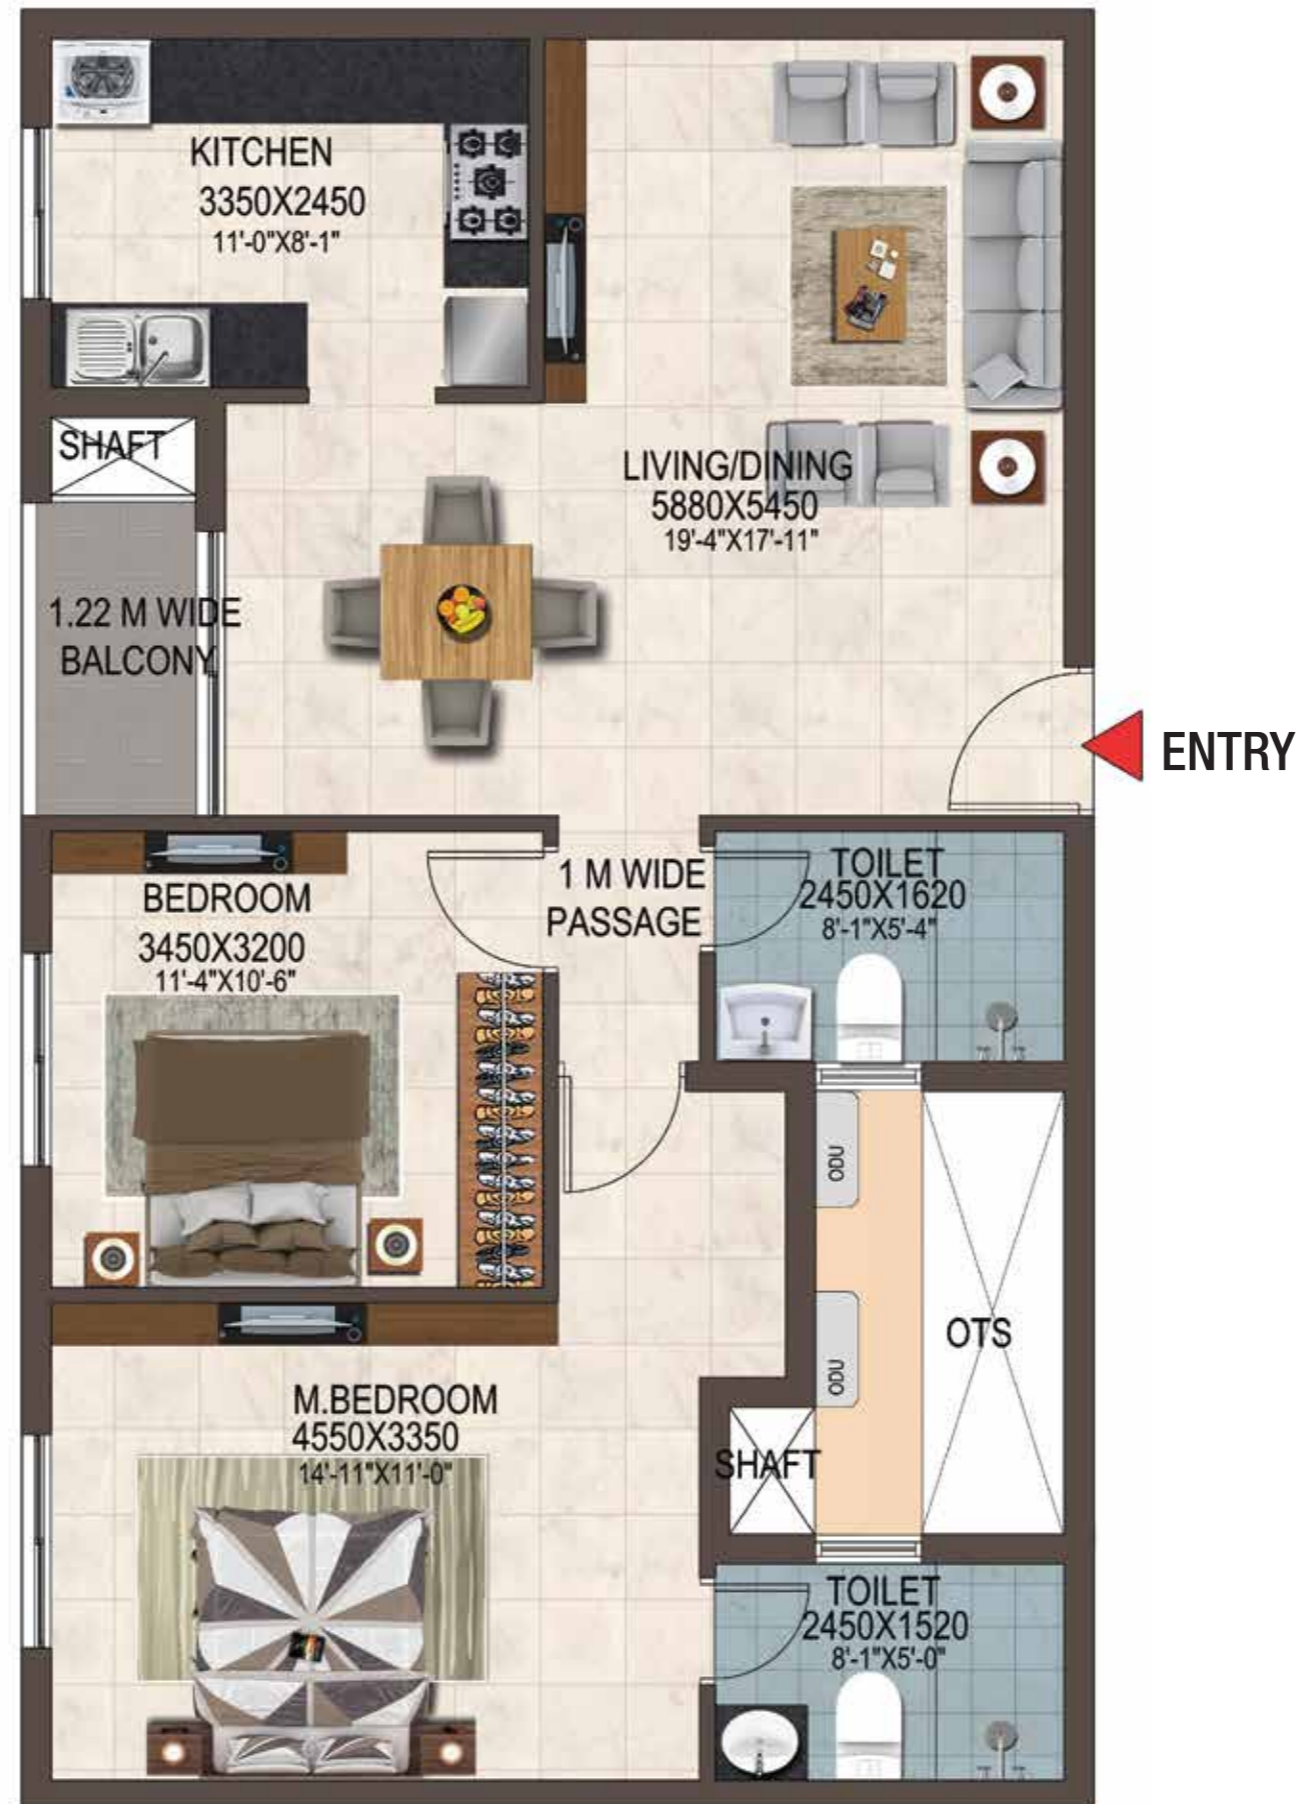 KITCHEN
3350X2450
11'-0"X8'-1"
SHAFT
LIVING/DINING
5880X5450
19'-4"X17'-11"
1.22 M WIDE
BALCONY
ENTRY
BEDROOM
3450X3200
11'-4"X10'-6"
1 M WIDE
PASSAGE
TOILET
2450X1620
8'-1"X5'-4"
ODU
ODU
OTS
M.BEDROOM
4550X3350
14'-11"X11'-0"
SHAFT
TOILET
2450X1520
8'-1"X5'-0"